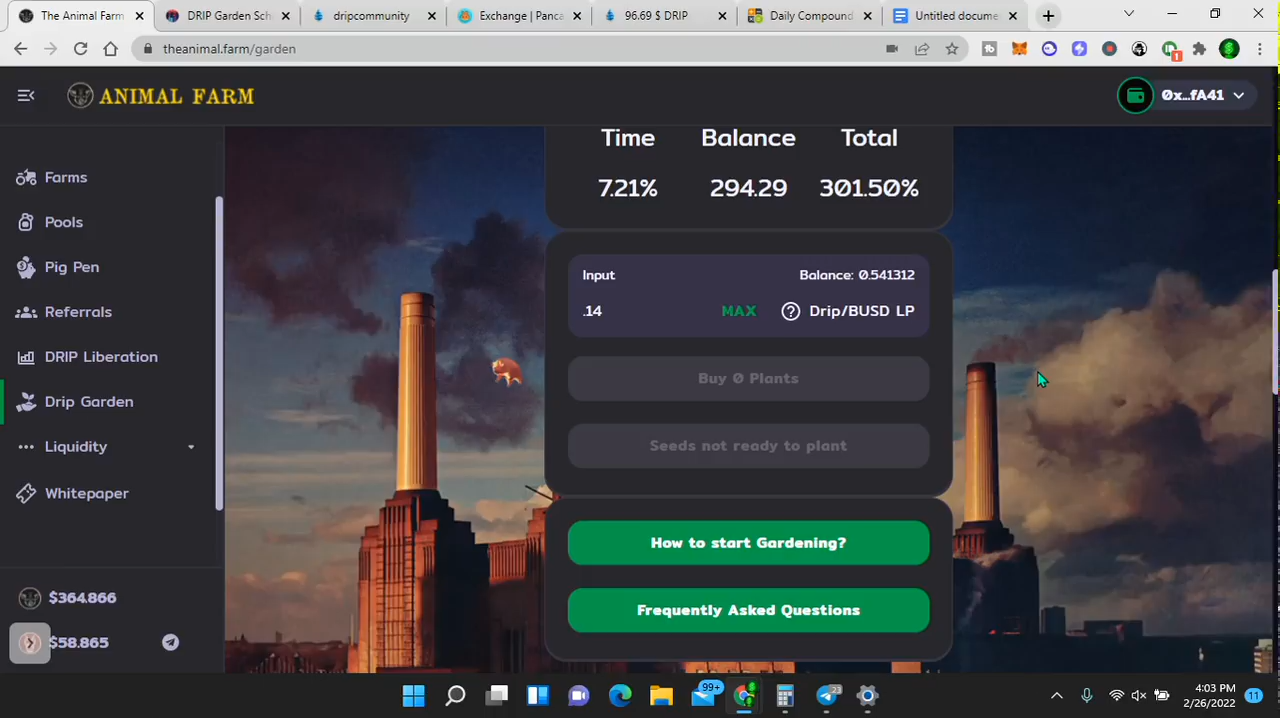 The Animal Farm
DRIP Garden Sch
dripcommunity
Exchange | Panca
96.69 $ DRIP
Daily Compound
Untitled docume
theanimal.farm/garden
1
ANIMAL FARM
0x...fA41
Farms
Pools
Pig Pen
Referrals
DRIP Liberation
Drip Garden
Liquidity
Whitepaper
$364.866
$58.865
Time Balance Total
7.21% 294.29 301.50%
Input Balance: 0.541312
.14 MAX Drip/BUSD LP
Buy 0 Plants
Seeds not ready to plant
How to start Gardening?
Frequently Asked Questions
99+
23
4:03 PM
2/26/2022
11